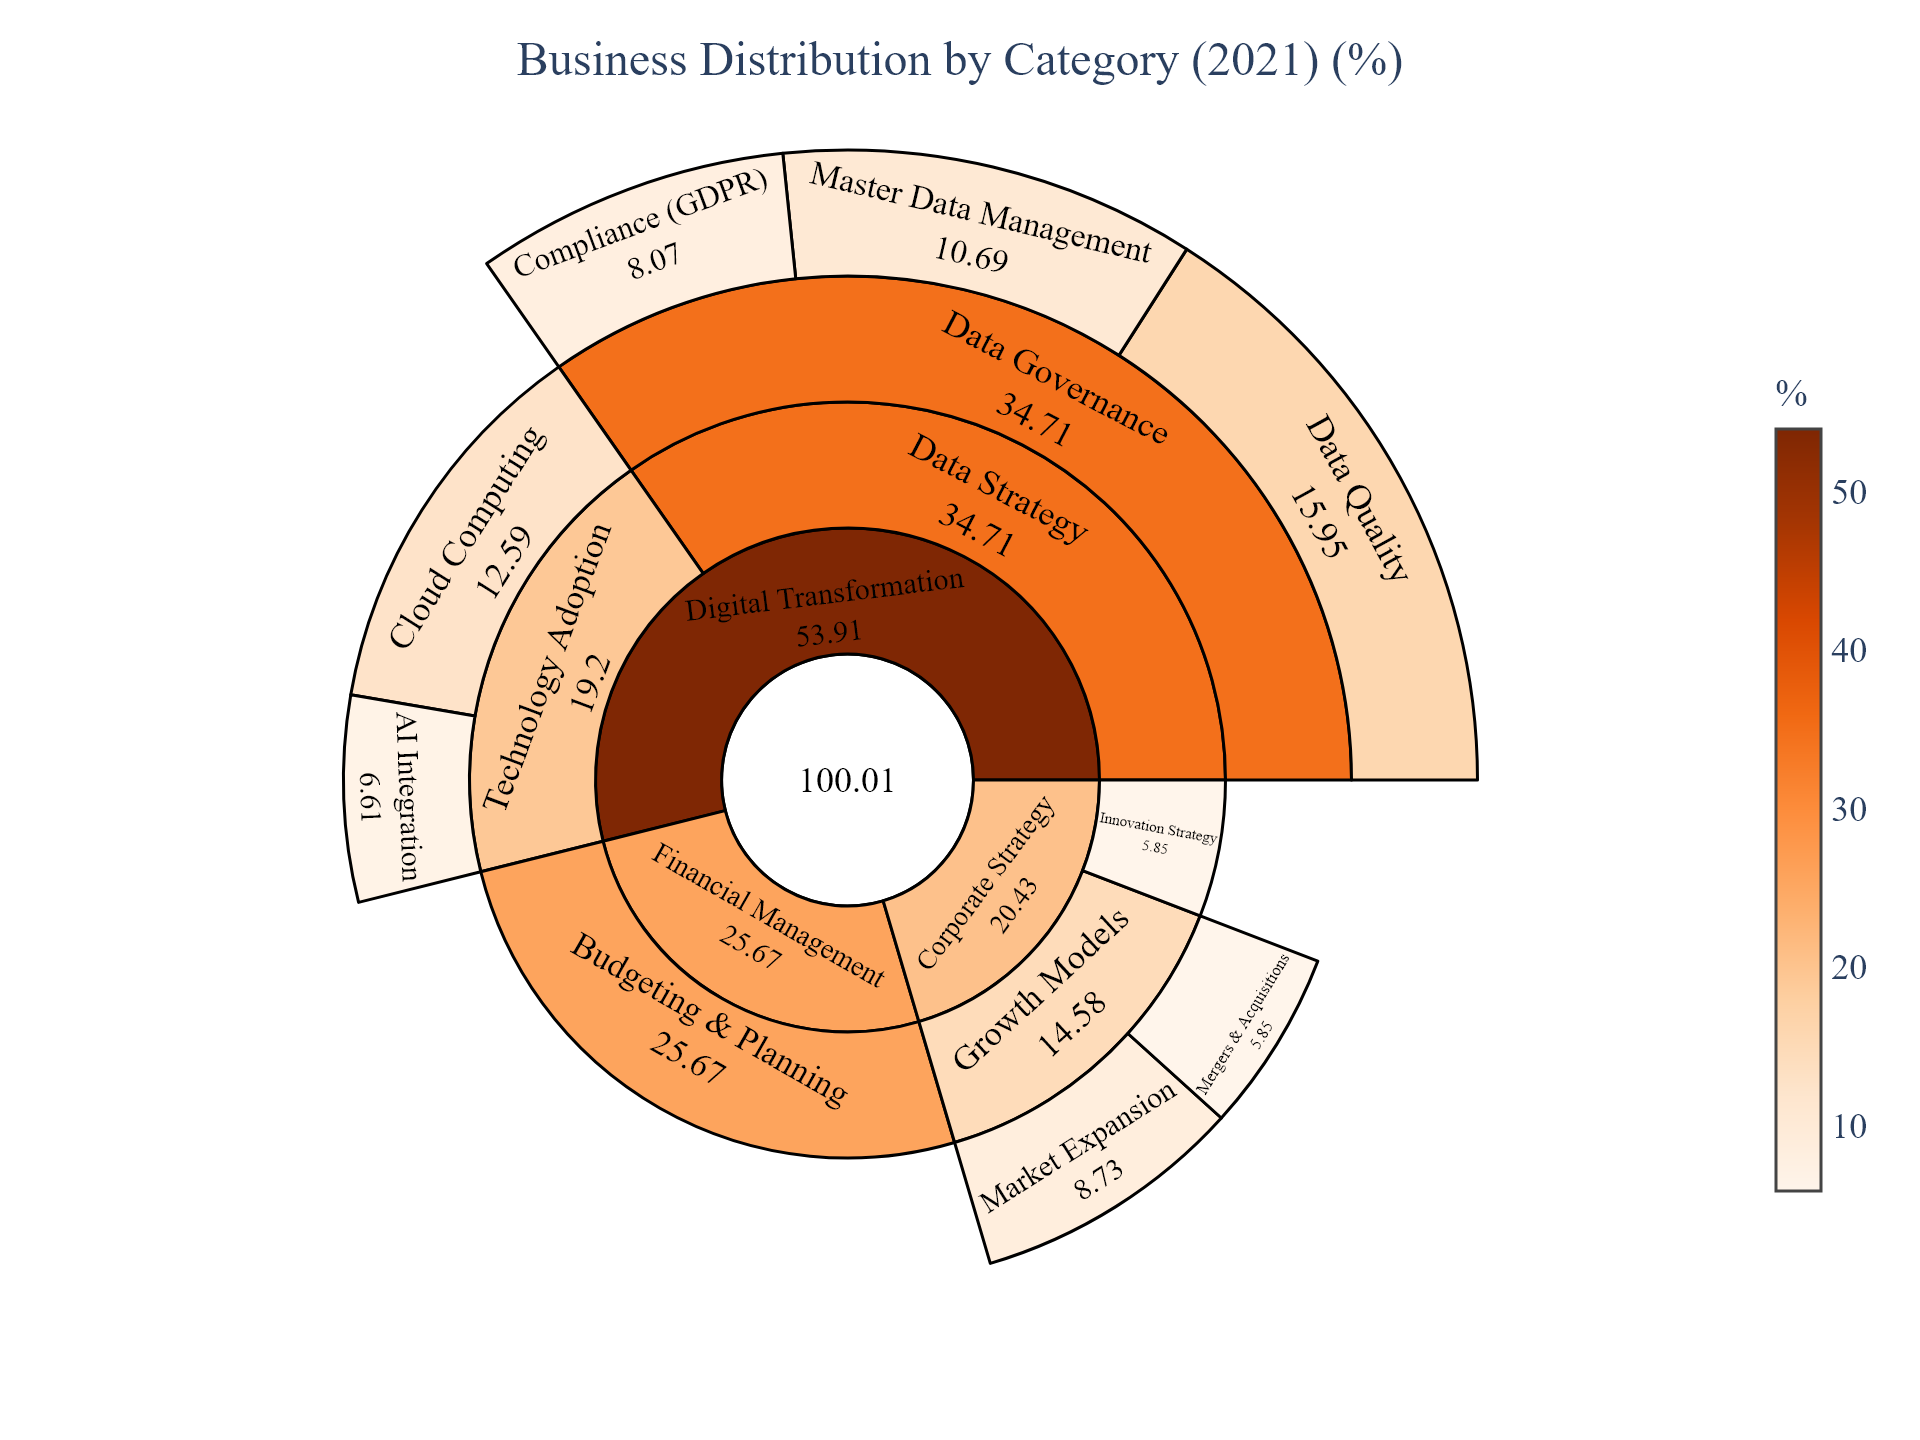 Business Distribution by Category (2021) (%)
Compliance (GDPR)
8.07
Master Data Management
10.69
Data Quality
15.95
Data Governance
34.71
Data Strategy
34.71
Cloud Computing
12.59
Technology Adoption
19.2
AI Integration
6.61
Digital Transformation
53.91
100.01
Financial Management
25.67
Budgeting & Planning
25.67
Corporate Strategy
20.43
Innovation Strategy
5.85
Growth Models
14.58
Mergers & Acquisitions
5.85
Market Expansion
8.73
%
50
40
30
20
10